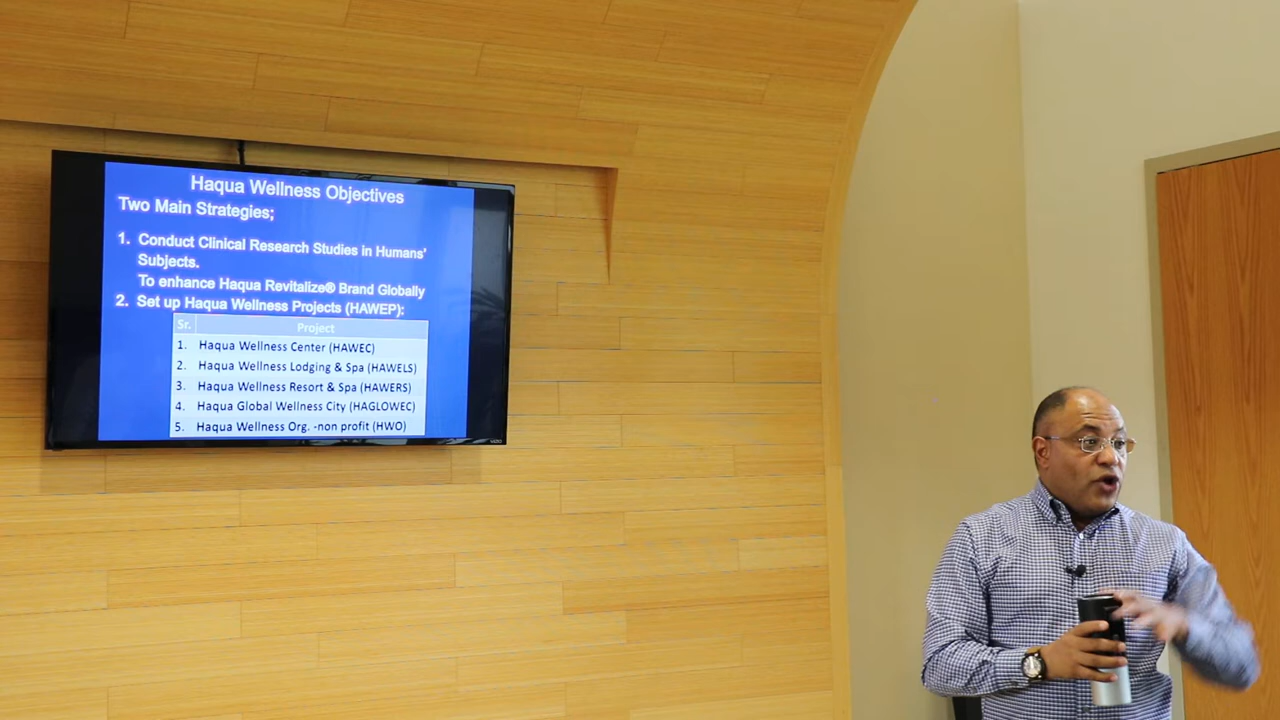 Haqua Wellness Objectives
Two Main Strategies;
1. Conduct Clinical Research Studies in Humans'
Subjects.
To enhance Haqua Revitalize® Brand Globally
2. Set up Haqua Wellness Projects (HAWEP):
Sr. Project
1. Haqua Wellness Center (HAWEC)
2. Haqua Wellness Lodging & Spa (HAWELS)
3. Haqua Wellness Resort & Spa (HAWERS)
4. Haqua Global Wellness City (HAGLOWEC)
5. Haqua Wellness Org. -non profit (HWO)